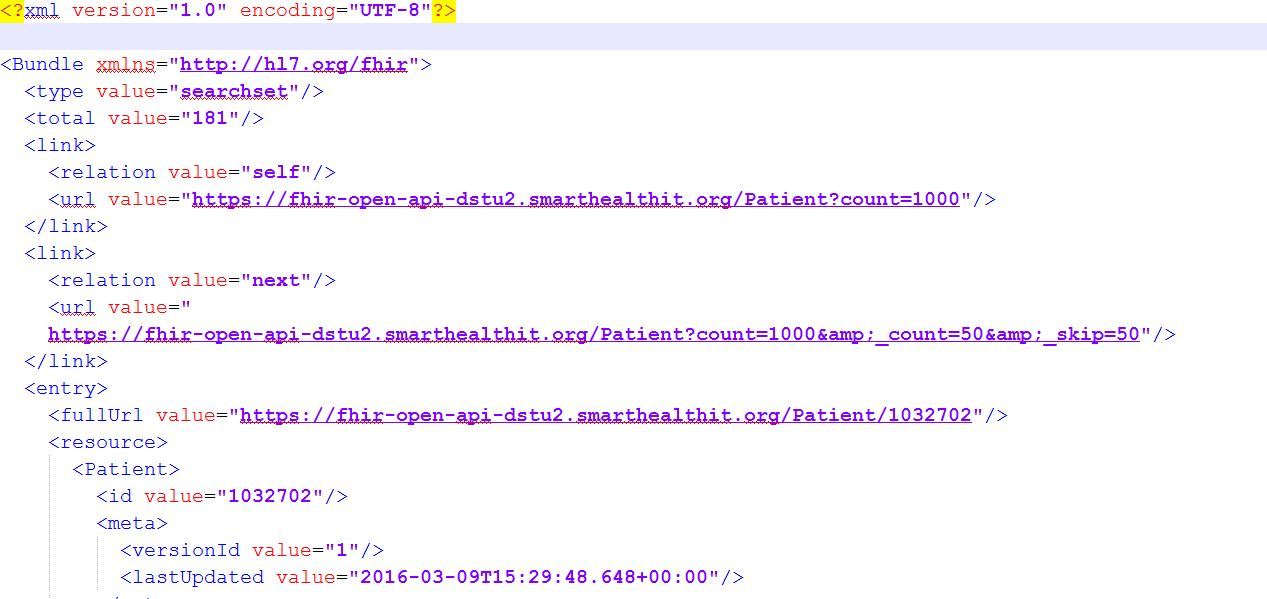 <?xml version="1.0" encoding="UTF-8"?>
<Bundle xmlns="http://hl7.org/fhir">
<type value="searchset"/>
<total value="181"/>
<link>
<relation value="self"/>
<url value="https://fhir-open-api-dstu2.smarthealthit.org/Patient?count=1000"/>
</link>
<link>
<relation value="next"/>
<url value="
https://fhir-open-api-dstu2.smarthealthit.org/Patient?count=1000&amp;_count=50&amp;_skip=50"/>
</link>
<entry>
<fullUrl value="https://fhir-open-api-dstu2.smarthealthit.org/Patient/1032702"/>
<resource>
<Patient>
<id value="1032702"/>
<meta>
<versionId value="1"/>
<lastUpdated value="2016-03-09T15:29:48.648+00:00"/>